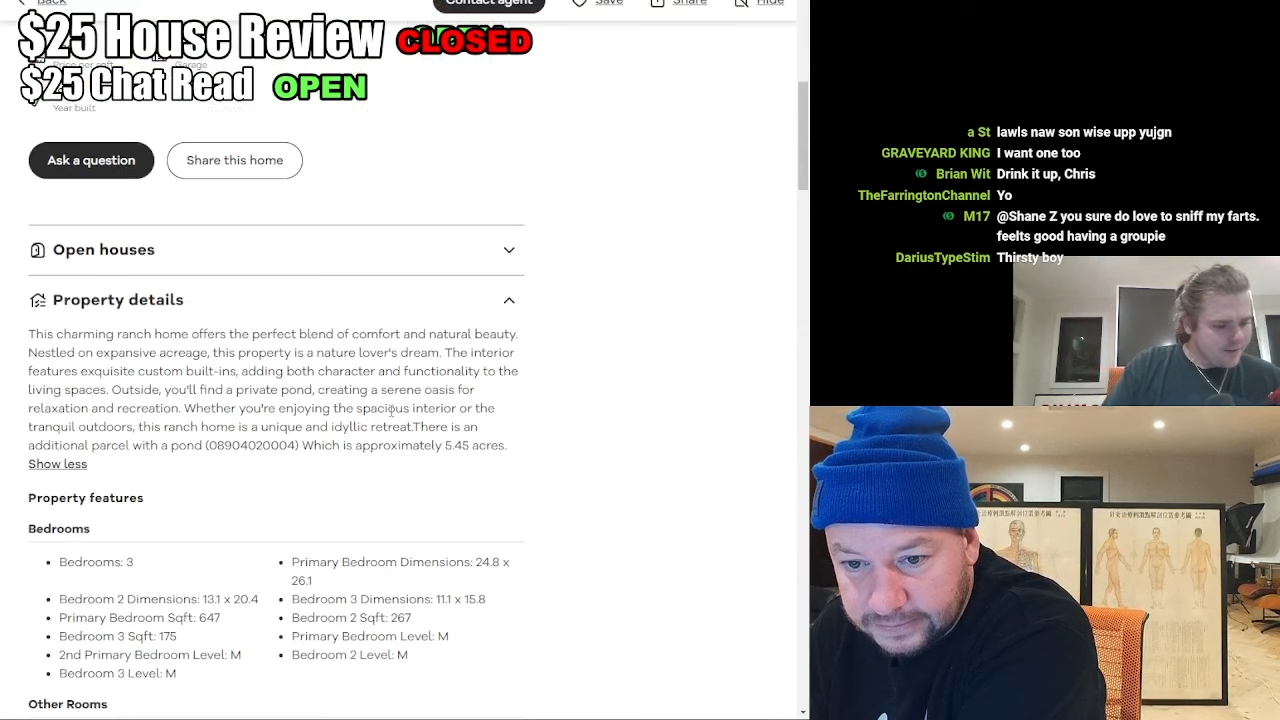 Back
Contact agent
Save
Share
Hide
$25 House Review CLOSED
Price per sqft
Garage
$25 Chat Read OPEN
Year built
Ask a question
Share this home
Open houses
Property details
This charming ranch home offers the perfect blend of comfort and natural beauty.
Nestled on expansive acreage, this property is a nature lover's dream. The interior
features exquisite custom built-ins, adding both character and functionality to the
living spaces. Outside, you'll find a private pond, creating a serene oasis for
relaxation and recreation. Whether you're enjoying the spacious interior or the
tranquil outdoors, this ranch home is a unique and idyllic retreat.There is an
additional parcel with a pond (08904020004) Which is approximately 5.45 acres.
Show less
Property features
Bedrooms
Bedrooms: 3
Primary Bedroom Dimensions: 24.8 x
26.1
Bedroom 2 Dimensions: 13.1 x 20.4
Bedroom 3 Dimensions: 11.1 x 15.8
Primary Bedroom Sqft: 647
Bedroom 2 Sqft: 267
Bedroom 3 Sqft: 175
Primary Bedroom Level: M
2nd Primary Bedroom Level: M
Bedroom 2 Level: M
Bedroom 3 Level: M
Other Rooms
a St lawls naw son wise upp yujgn
GRAVEYARD KING I want one too
Brian Wit Drink it up, Chris
TheFarringtonChannel Yo
M17 @Shane Z you sure do love to sniff my farts.
feelts good having a groupie
DariusTypeStim Thirsty boy